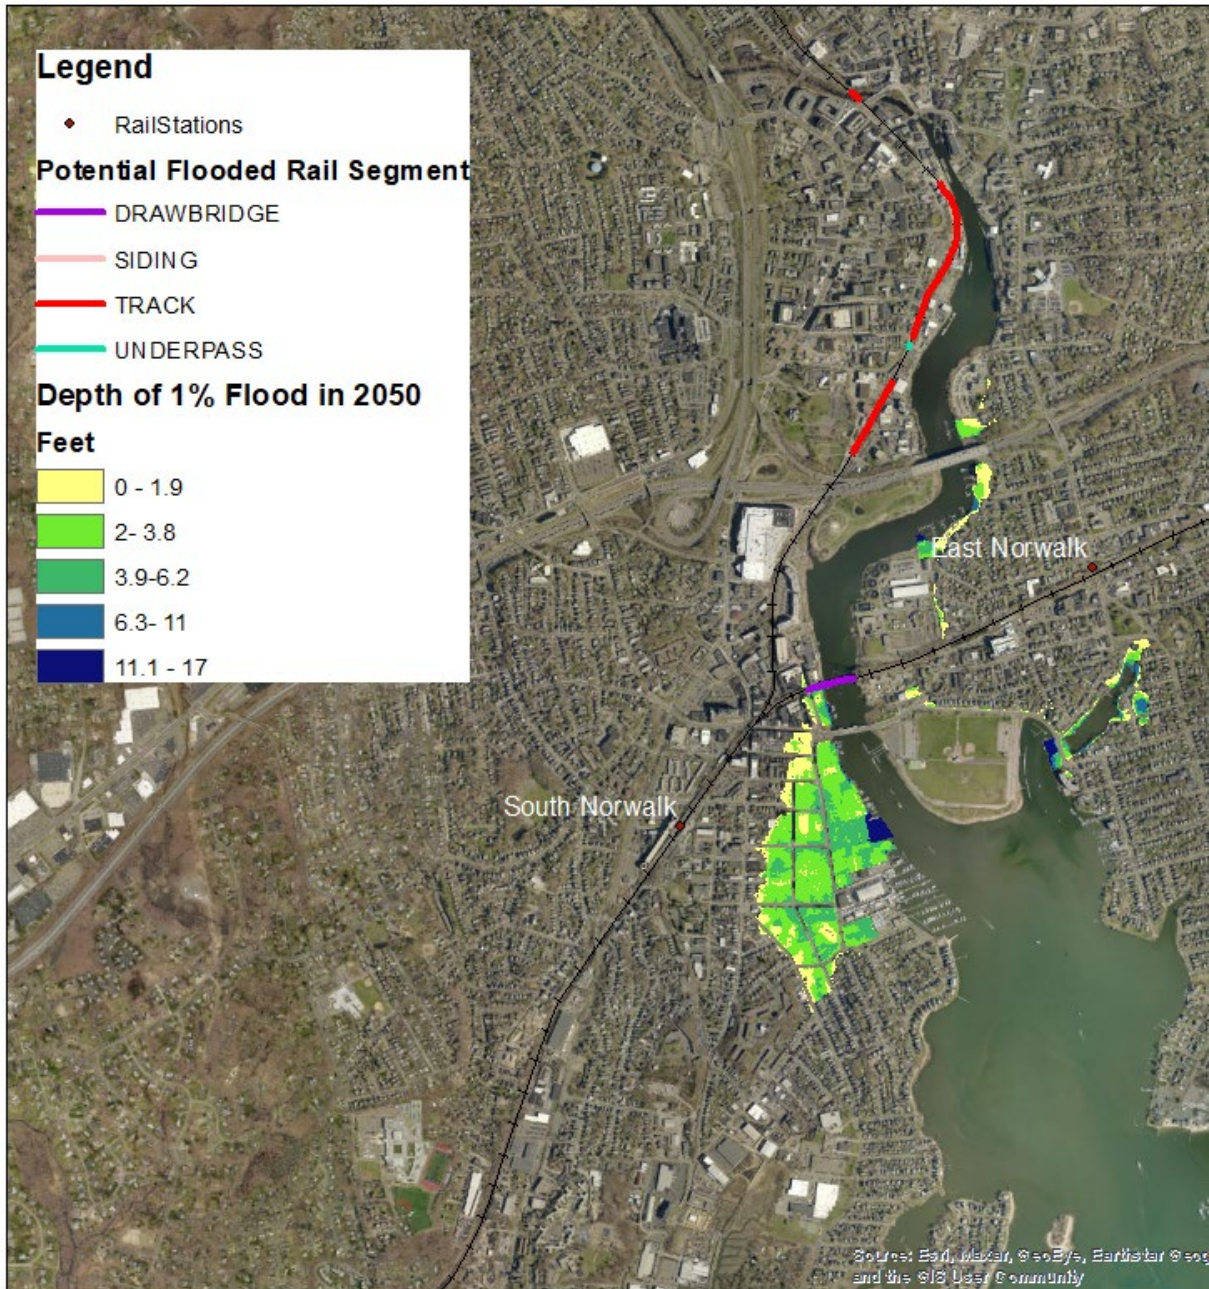 Legend
RailStations
Potential Flooded Rail Segment
DRAWBRIDGE
SIDING
TRACK
UNDERPASS
Depth of 1% Flood in 2050
Feet
0 - 1.9
2- 3.8
3.9-6.2
6.3- 11
11.1 - 17
East Norwalk
South Norwalk
Source: Esri, Maxar, GeoEye, Earthstar Geog
and the GIS User Community